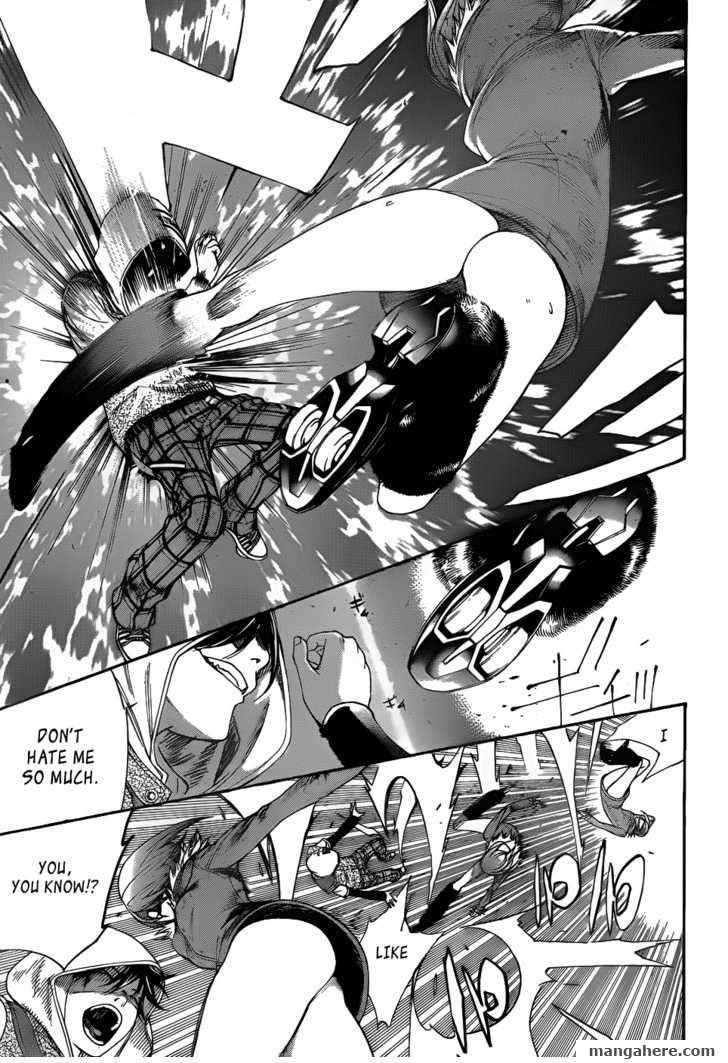 DON'T
HATE ME
SO MUCH.
I
LIKE
YOU,
YOU KNOW!?
mangahere.com